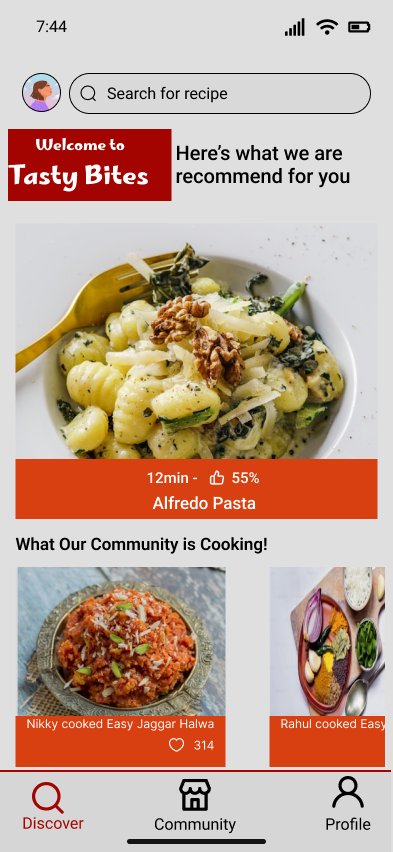 7:44
Search for recipe
Welcome to
Tasty Bites
Here's what we are
recommend for you
12min - 55%
Alfredo Pasta
What Our Community is Cooking!
Nikky cooked Easy Jaggar Halwa
314
Rahul cooked Easy
Discover
Community
Profile